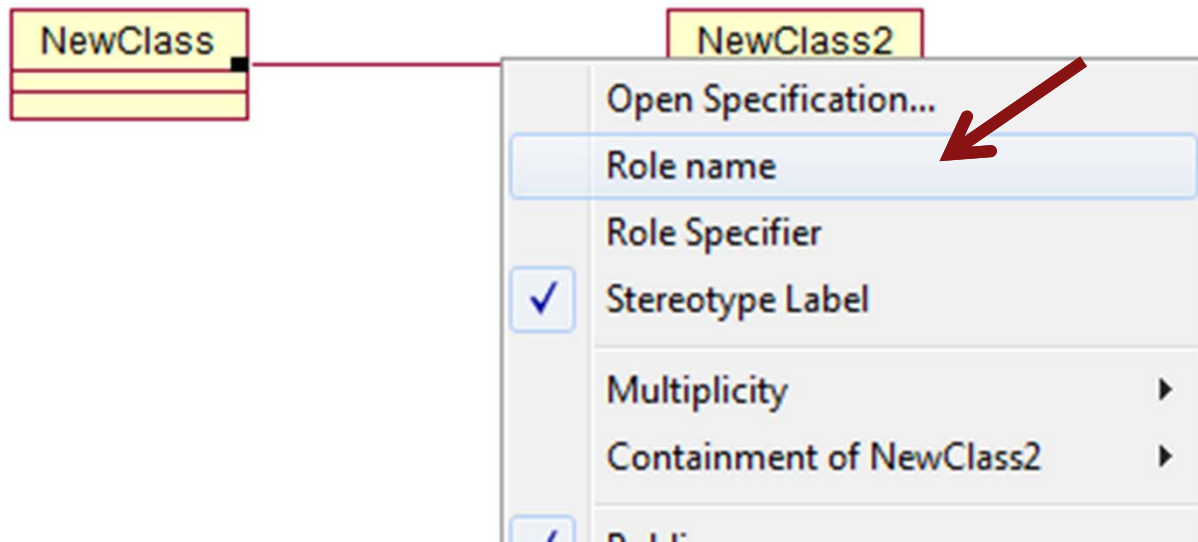 NewClass
NewClass2
Open Specification...
Role name
Role Specifier
Stereotype Label
Multiplicity
Containment of NewClass2